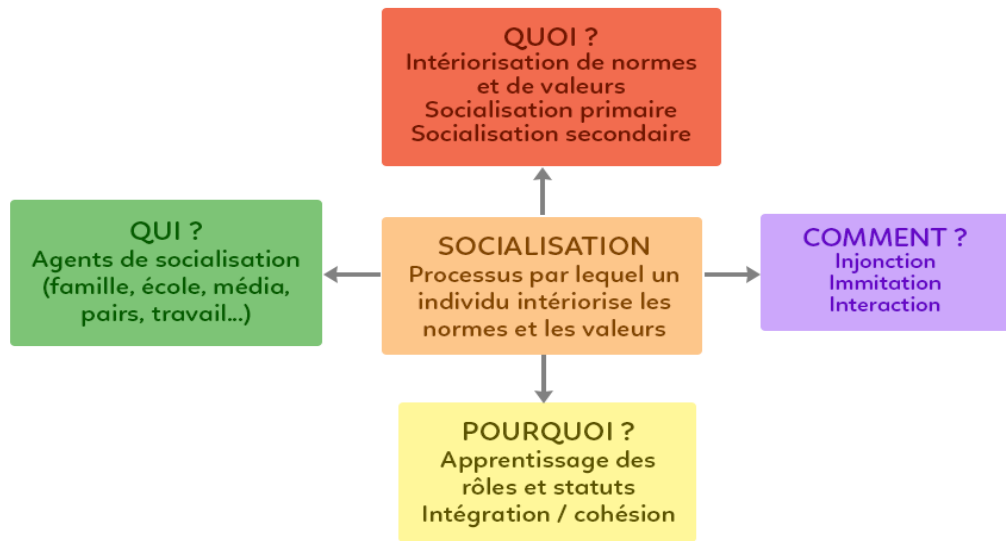 QUOI ?
Intériorisation de normes
et de valeurs
Socialisation primaire
Socialisation secondaire
QUI ?
Agents de socialisation
(famille, école, média,
pairs, travail...)
SOCIALISATION
Processus par lequel un
individu intériorise les
normes et les valeurs
COMMENT ?
Injonction
Immitation
Interaction
POURQUOI ?
Apprentissage des
rôles et statuts
Intégration / cohésion